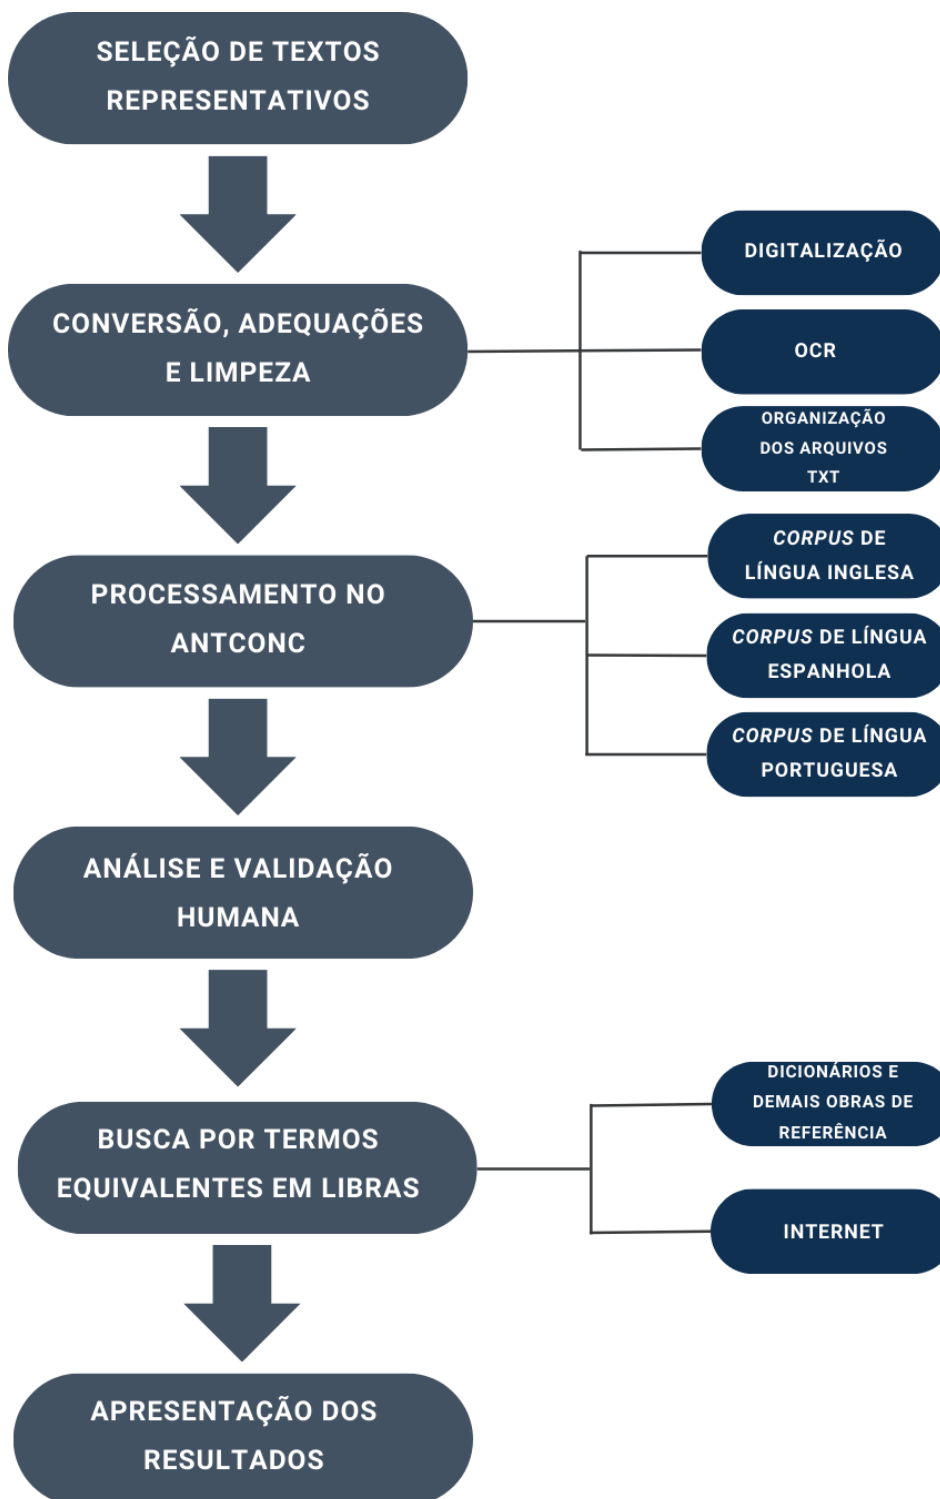 SELEÇÃO DE TEXTOS
REPRESENTATIVOS
CONVERSÃO, ADEQUAÇÕES
E LIMPEZA
DIGITALIZAÇÃO
OCR
ORGANIZAÇÃO
DOS ARQUIVOS
TXT
PROCESSAMENTO NO
ANTCONC
CORPUS DE
LÍNGUA INGLESA
CORPUS DE LÍNGUA
ESPANHOLA
CORPUS DE LÍNGUA
PORTUGUESA
ANÁLISE E VALIDAÇÃO
HUMANA
BUSCA POR TERMOS
EQUIVALENTES EM LIBRAS
DICIONÁRIOS E
DEMAIS OBRAS DE
REFERÊNCIA
INTERNET
APRESENTAÇÃO DOS
RESULTADOS